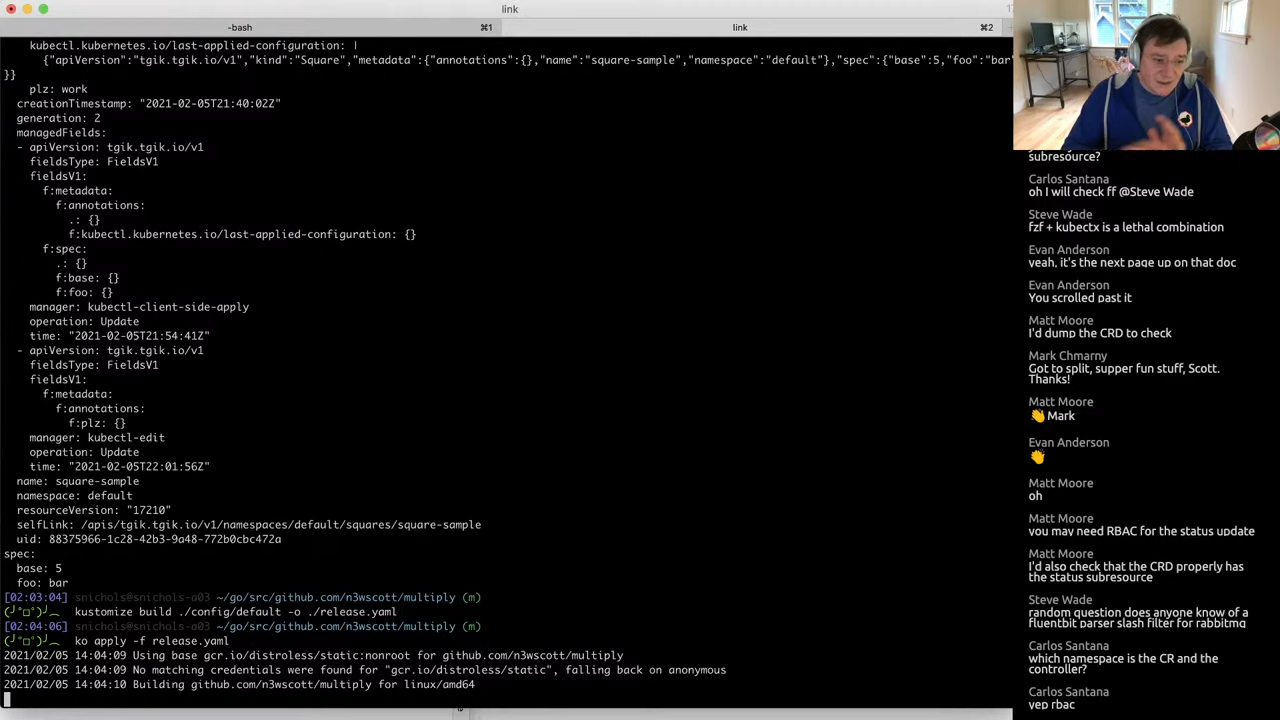 link
-bash
⌘1
link
⌘2
kubectl.kubernetes.io/last-applied-configuration: |
{"apiVersion":"tgik.tgik.io/v1","kind":"Square","metadata":{"annotations":{},"name":"square-sample","namespace":"default"},"spec":{"base":5,"foo":"bar"
}}
plz: work
creationTimestamp: "2021-02-05T21:40:02Z"
generation: 2
managedFields:
- apiVersion: tgik.tgik.io/v1
fieldsType: FieldsV1
fieldsV1:
f:metadata:
f:annotations:
.: {}
f:kubectl.kubernetes.io/last-applied-configuration: {}
f:spec:
.: {}
f:base: {}
f:foo: {}
manager: kubectl-client-side-apply
operation: Update
time: "2021-02-05T21:54:41Z"
- apiVersion: tgik.tgik.io/v1
fieldsType: FieldsV1
fieldsV1:
f:metadata:
f:annotations:
f:plz: {}
manager: kubectl-edit
operation: Update
time: "2021-02-05T22:01:56Z"
name: square-sample
namespace: default
resourceVersion: "17210"
selfLink: /apis/tgik.tgik.io/v1/namespaces/default/squares/square-sample
uid: 88375966-1c28-42b3-9a48-772b0cbc472a
spec:
base: 5
foo: bar
[02:03:04] snichols@snichols-a03 ~/go/src/github.com/n3wscott/multiply (m)
(╯°□°)╯︵ kustomize build ./config/default -o ./release.yaml
[02:04:06] snichols@snichols-a03 ~/go/src/github.com/n3wscott/multiply (m)
(╯°□°)╯︵ ko apply -f release.yaml
2021/02/05 14:04:09 Using base gcr.io/distroless/static:nonroot for github.com/n3wscott/multiply
2021/02/05 14:04:09 No matching credentials were found for "gcr.io/distroless/static", falling back on anonymous
2021/02/05 14:04:10 Building github.com/n3wscott/multiply for linux/amd64
subresource?
Carlos Santana
oh I will check ff @Steve Wade
Steve Wade
fzf + kubectx is a lethal combination
Evan Anderson
yeah, it's the next page up on that doc
Evan Anderson
You scrolled past it
Matt Moore
I'd dump the CRD to check
Mark Chmarny
Got to split, supper fun stuff, Scott.
Thanks!
Matt Moore
👏 Mark
Evan Anderson
👏
Matt Moore
oh
Matt Moore
you may need RBAC for the status update
Matt Moore
I'd also check that the CRD properly has
the status subresource
Steve Wade
random question does anyone know of a
fluentbit parser slash filter for rabbitmq
Carlos Santana
which namespace is the CR and the
controller?
Carlos Santana
yep rbac